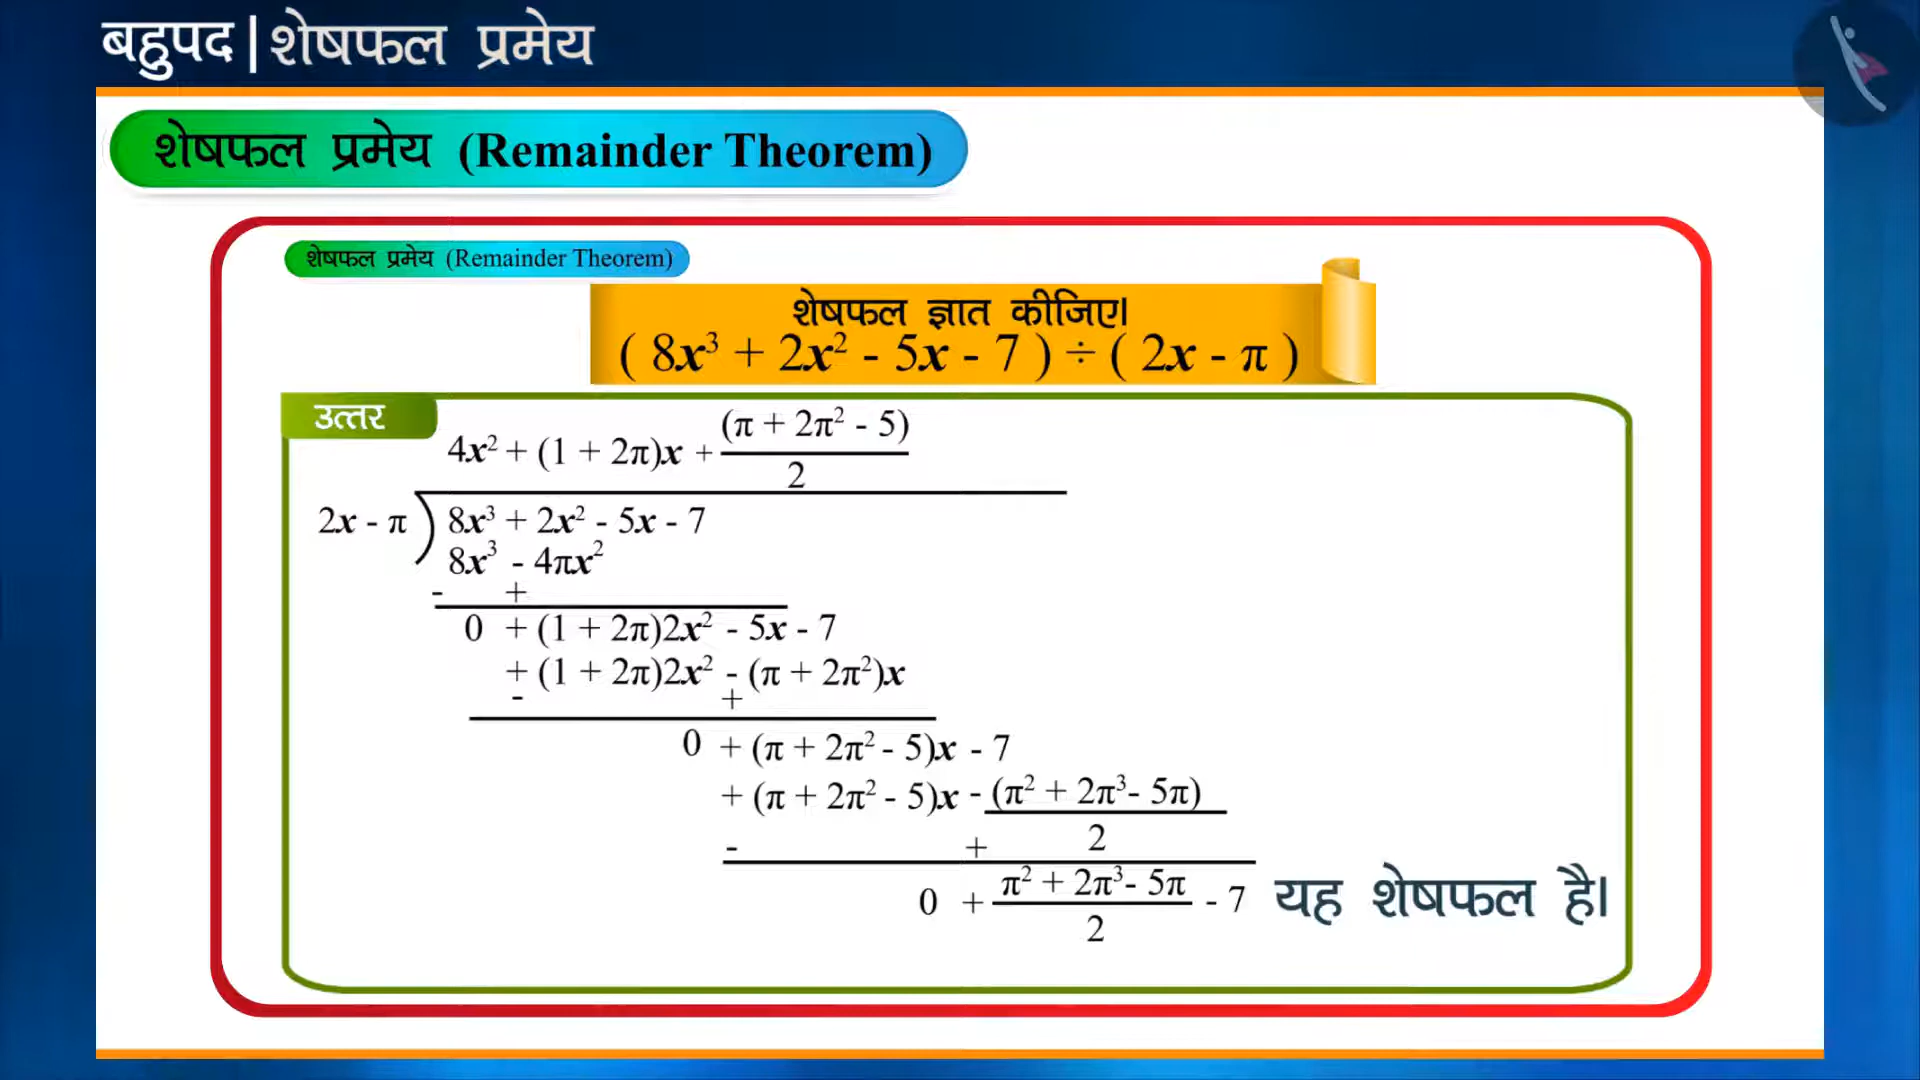 बहुपद | शेषफल प्रमेय
शेषफल प्रमेय (Remainder Theorem)
शेषफल प्रमेय (Remainder Theorem)
शेषफल ज्ञात कीजिए।
( 8x³ + 2x² - 5x - 7 ) ÷ ( 2x - π )
उत्तर
4x² + (1 + 2π)x + (π + 2π² - 5)/2
2x - π ) 8x³ + 2x² - 5x - 7
8x³ - 4πx²
- +
0 + (1 + 2π)2x² - 5x - 7
+ (1 + 2π)2x² - (π + 2π²)x
- +
0 + (π + 2π² - 5)x - 7
+ (π + 2π² - 5)x - (π² + 2π³- 5π)/2
- +
0 + (π² + 2π³- 5π)/2 - 7 यह शेषफल है।